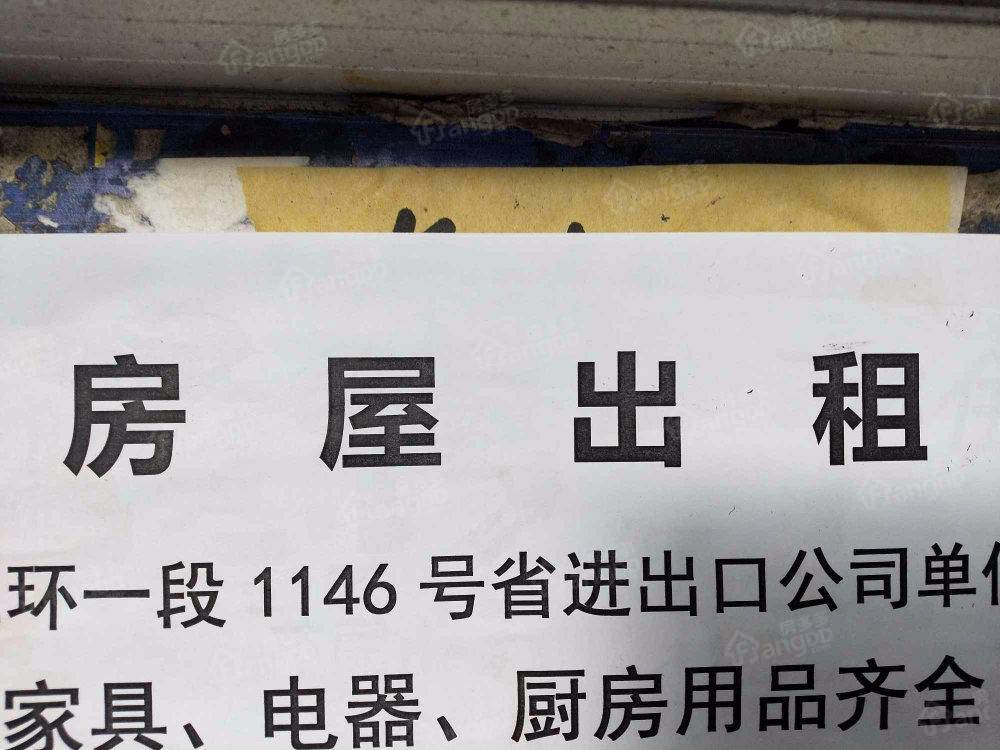 房屋出租
环一段1146号省进出口公司单
家具、电器、厨房用品齐全